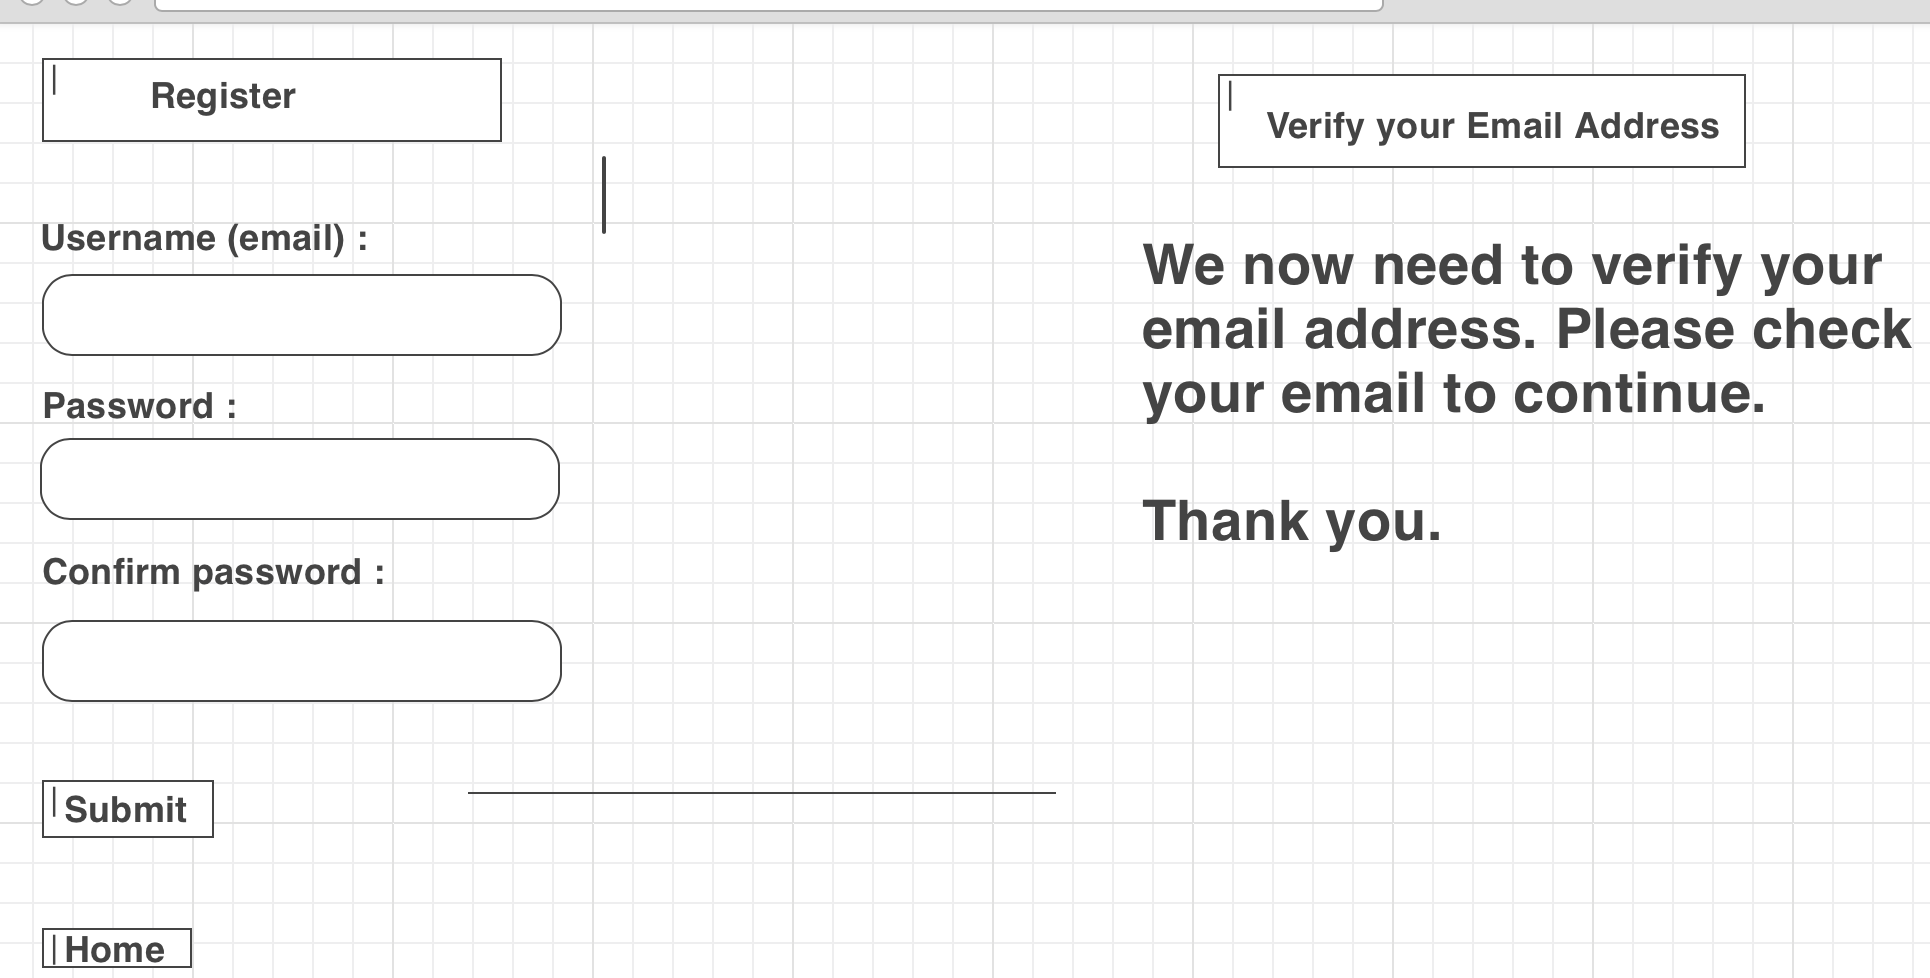 Register
Username (email) :
Password :
Confirm password :
Submit
Home
Verify your Email Address
We now need to verify your
email address. Please check
your email to continue.
Thank you.